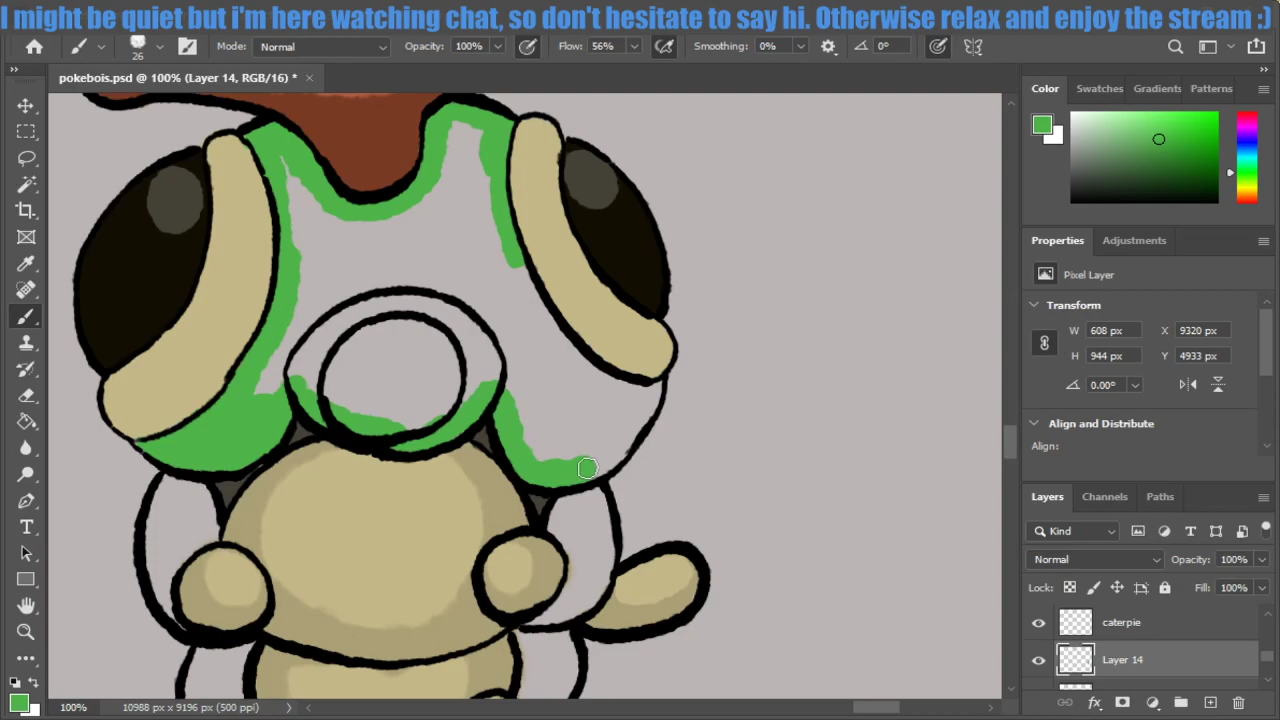 I might be quiet but i'm here watching chat, so don't hesitate to say hi. Otherwise relax and enjoy the stream :)
26 Mode: Normal Opacity: 100% Flow: 56% Smoothing: 0% 0°
pokebois.psd @ 100% (Layer 14, RGB/16) *
Color Swatches Gradients Patterns
Properties Adjustments
Pixel Layer
Transform
W 608 px X 9320 px
H 944 px Y 4933 px
0.00°
Align and Distribute
Align:
Layers Channels Paths
Kind
Normal Opacity: 100%
Lock: Fill: 100%
caterpie
Layer 14
100% 10988 px x 9196 px (500 ppi)